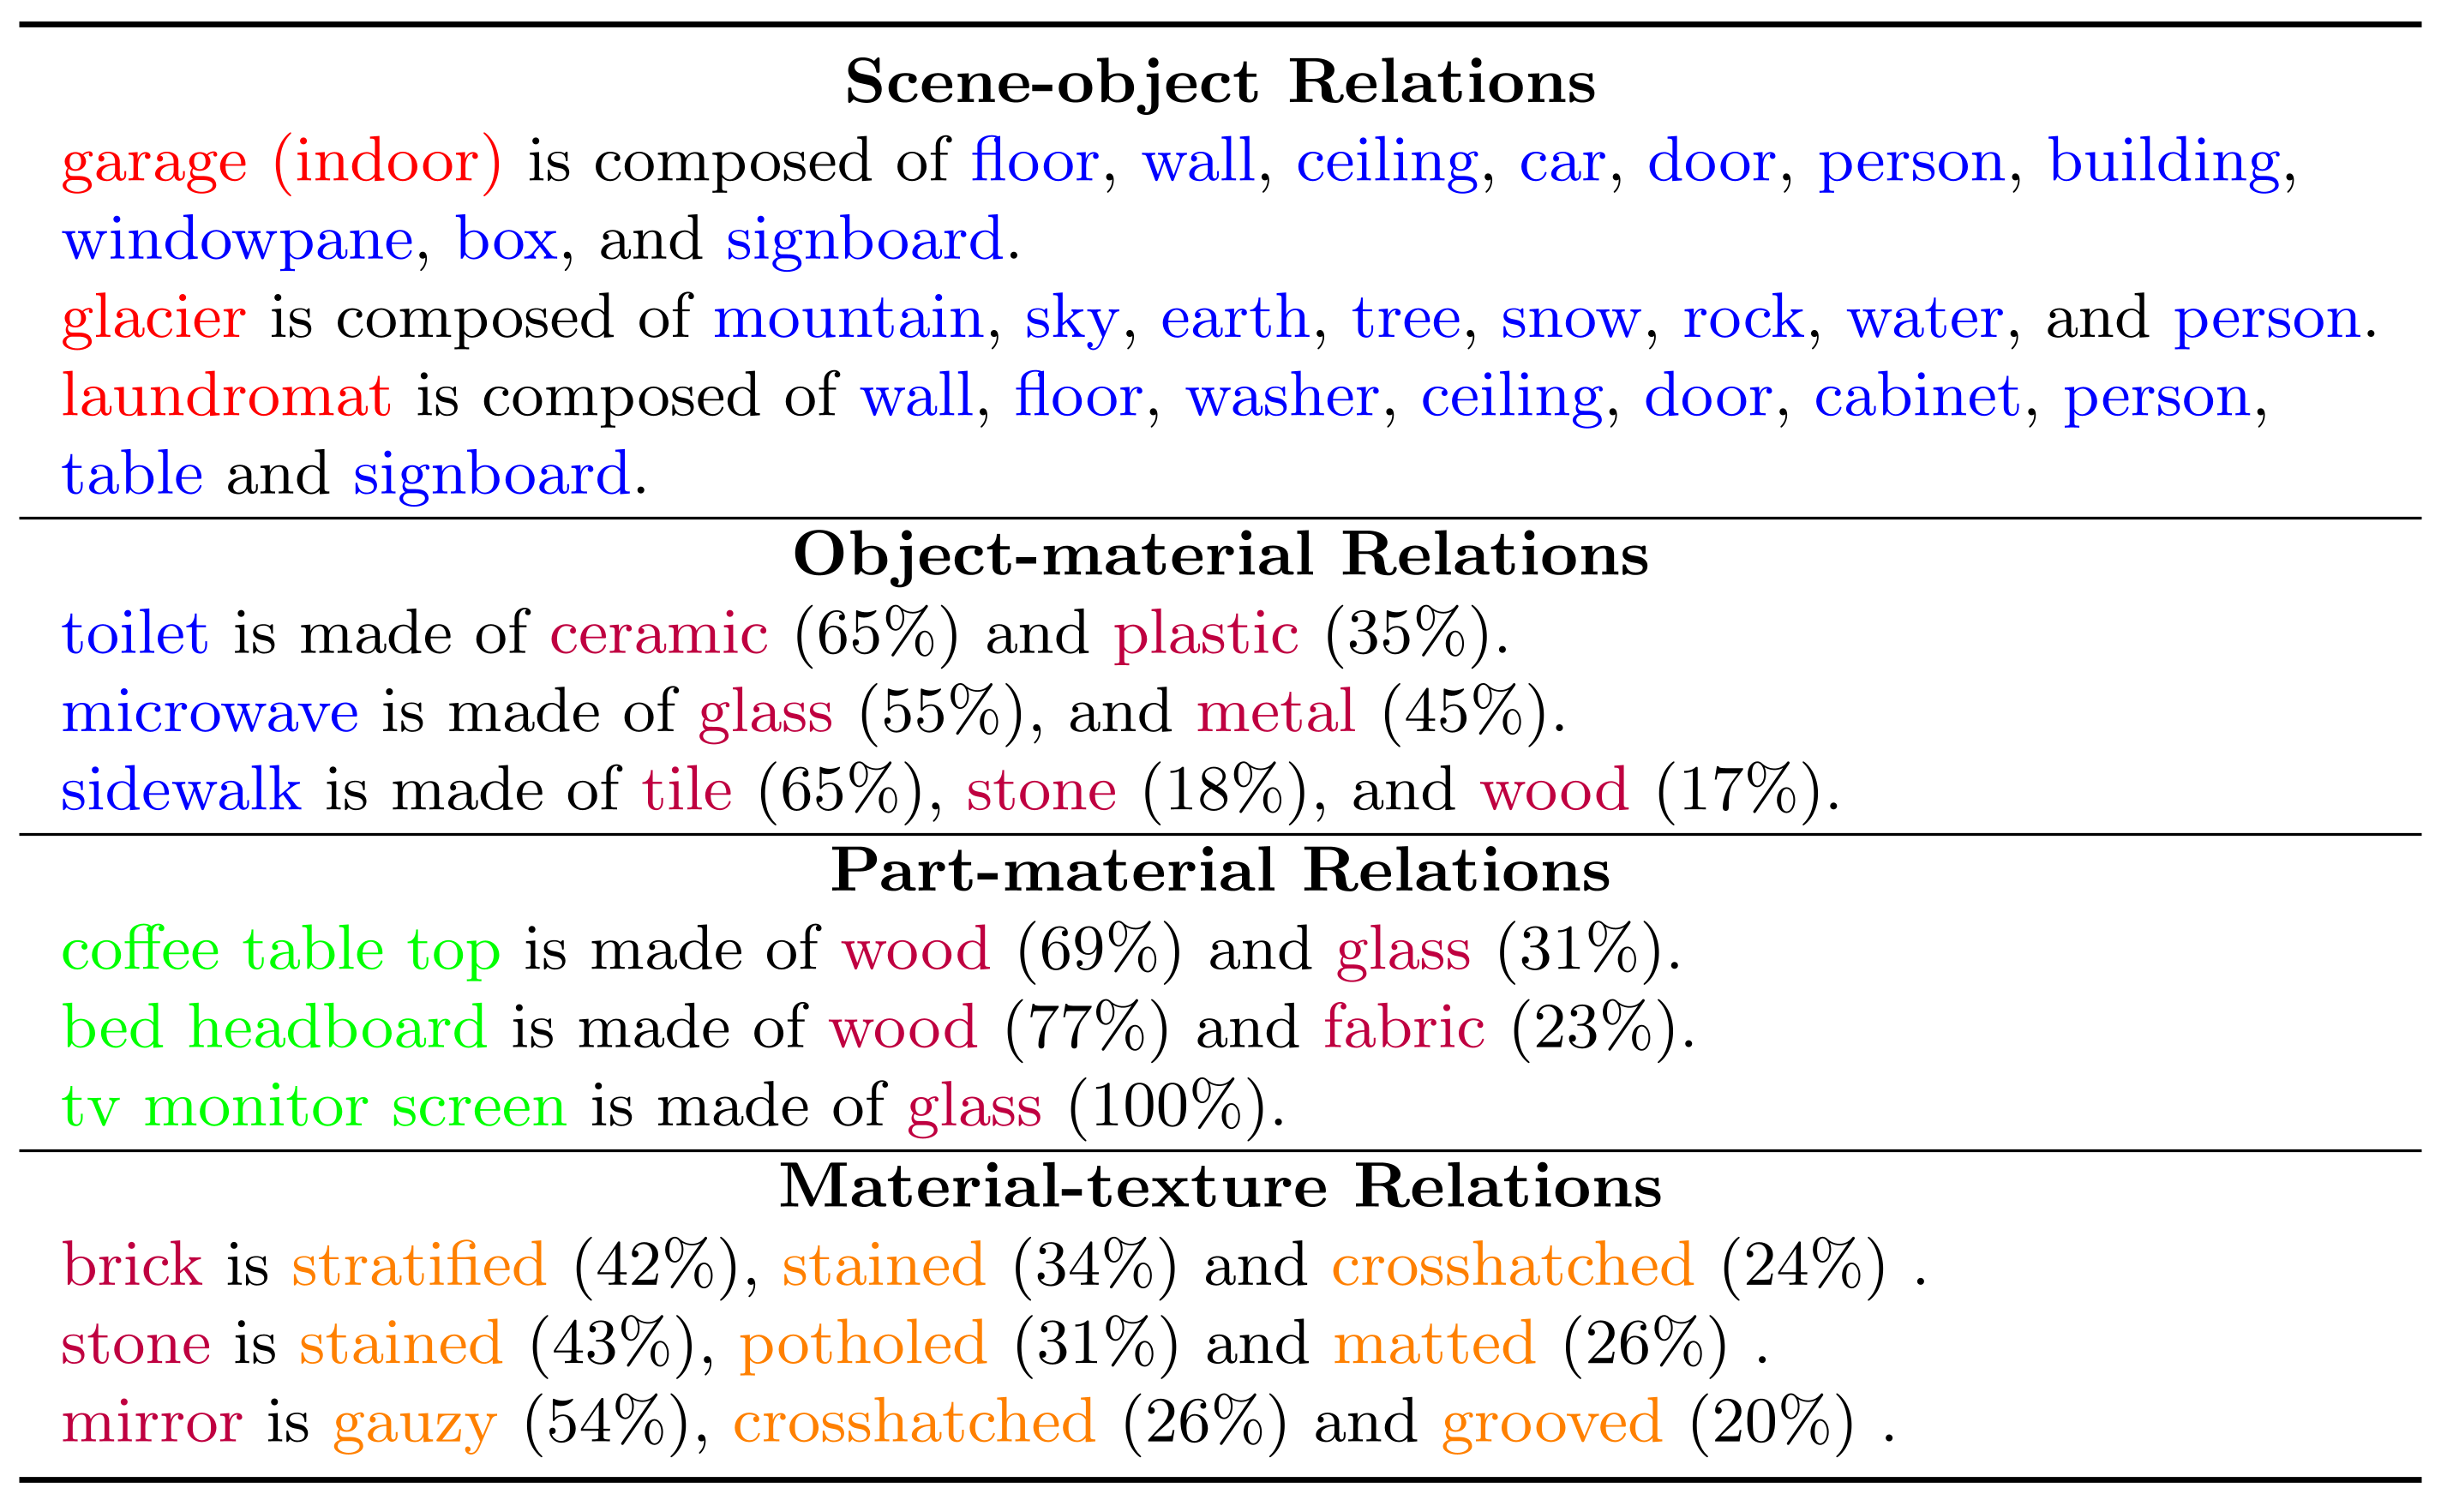 Scene-object Relations
garage (indoor) is composed of floor, wall, ceiling, car, door, person, building,
windowpane, box, and signboard.
glacier is composed of mountain, sky, earth, tree, snow, rock, water, and person.
laundromat is composed of wall, floor, washer, ceiling, door, cabinet, person,
table and signboard.
Object-material Relations
toilet is made of ceramic (65%) and plastic (35%).
microwave is made of glass (55%), and metal (45%).
sidewalk is made of tile (65%), stone (18%), and wood (17%).
Part-material Relations
coffee table top is made of wood (69%) and glass (31%).
bed headboard is made of wood (77%) and fabric (23%).
tv monitor screen is made of glass (100%).
Material-texture Relations
brick is stratified (42%), stained (34%) and crosshatched (24%) .
stone is stained (43%), potholed (31%) and matted (26%) .
mirror is gauzy (54%), crosshatched (26%) and grooved (20%) .